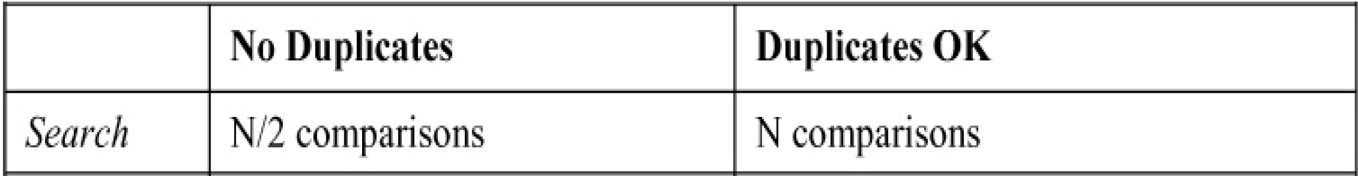 No Duplicates Duplicates OK
Search N/2 comparisons N comparisons